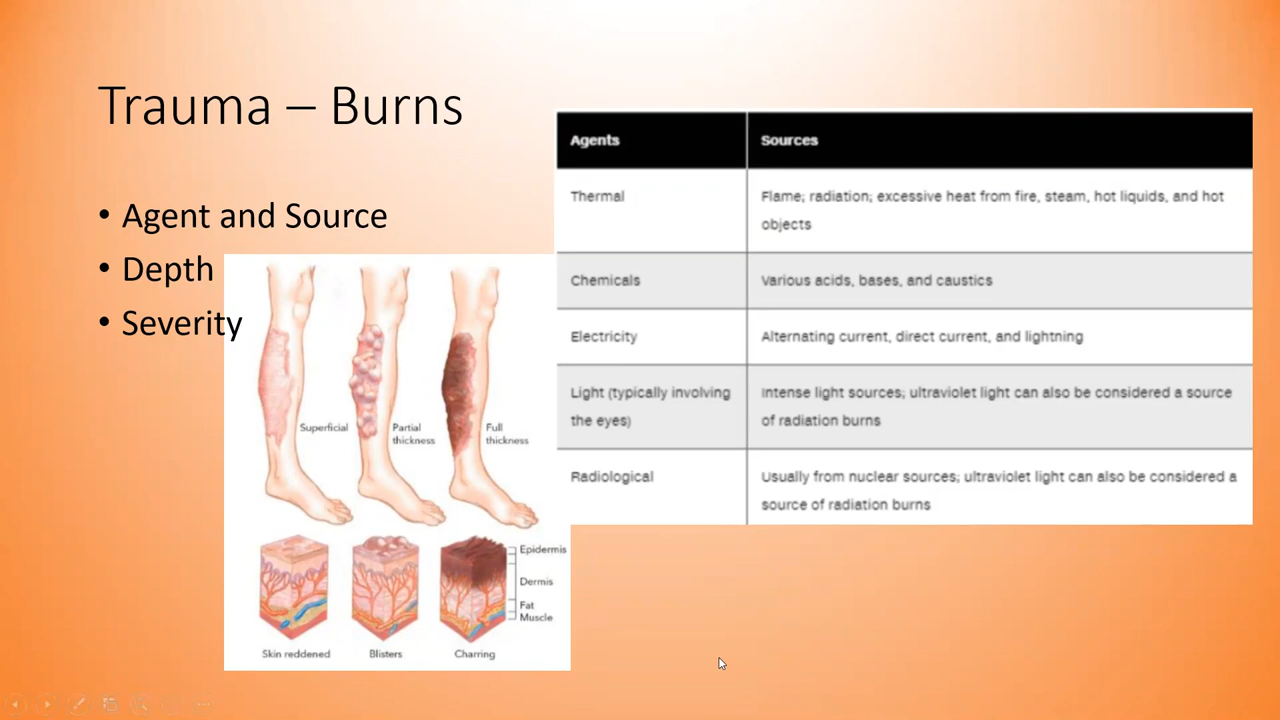 Trauma – Burns
• Agent and Source
• Depth
• Severity
Superficial
Partial
thickness
Full
thickness
Epidermis
Dermis
Fat
Muscle
Skin reddened
Blisters
Charring
Agents
Sources
Thermal
Flame; radiation; excessive heat from fire, steam, hot liquids, and hot
objects
Chemicals
Various acids, bases, and caustics
Electricity
Alternating current, direct current, and lightning
Light (typically involving
the eyes)
Intense light sources; ultraviolet light can also be considered a source
of radiation burns
Radiological
Usually from nuclear sources; ultraviolet light can also be considered a
source of radiation burns